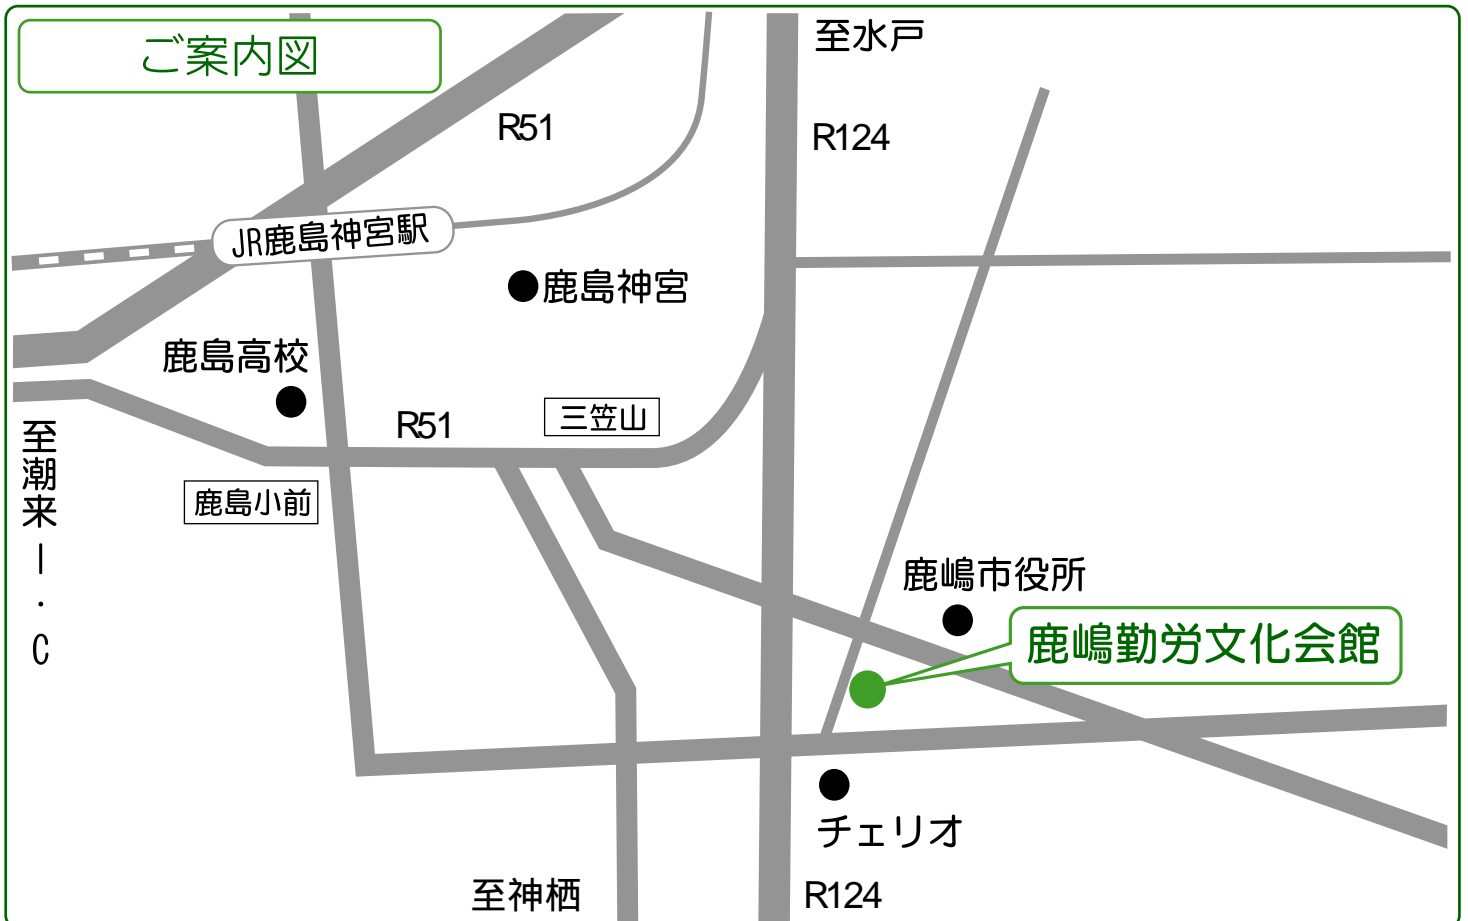 ご案内図
至水戸
R51
R124
JR鹿島神宮駅
鹿島神宮
鹿島高校
R51
三笠山
至潮来I.C
鹿島小前
鹿嶋市役所
鹿嶋勤労文化会館
チェリオ
至神栖
R124